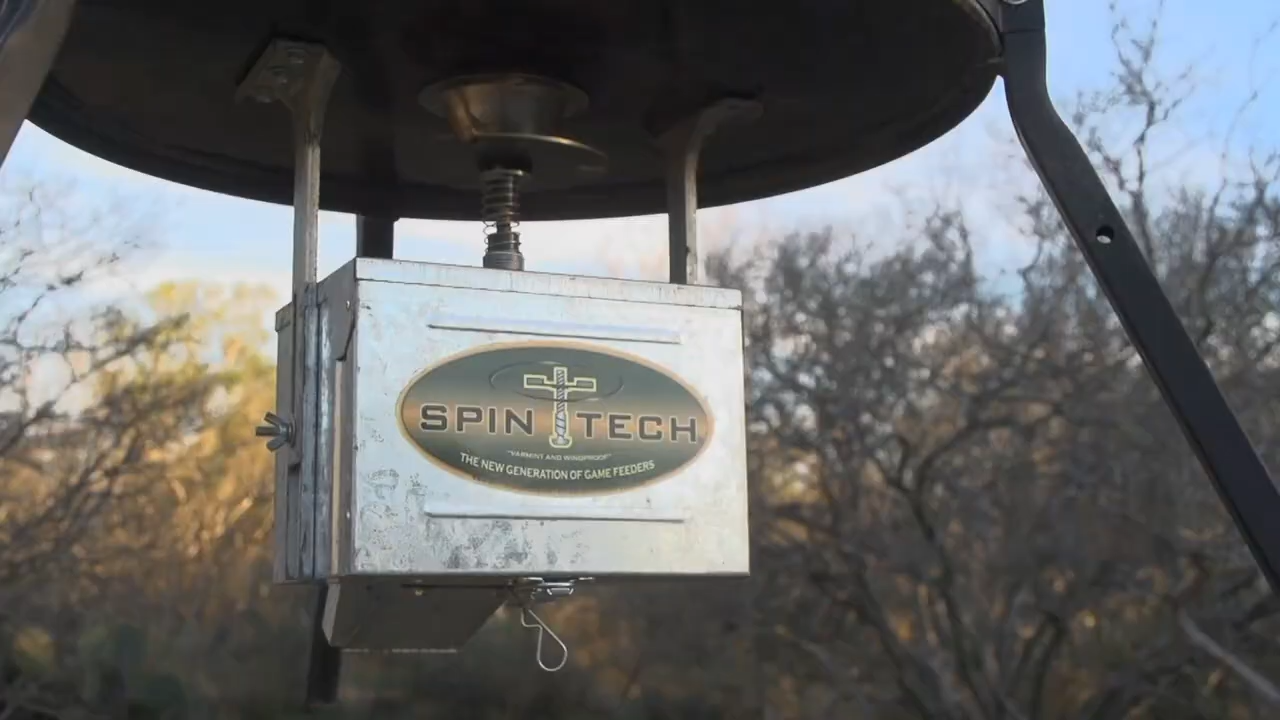 SPIN TECH
"VARMINT AND WINDPROOF"
THE NEW GENERATION OF GAME FEEDERS